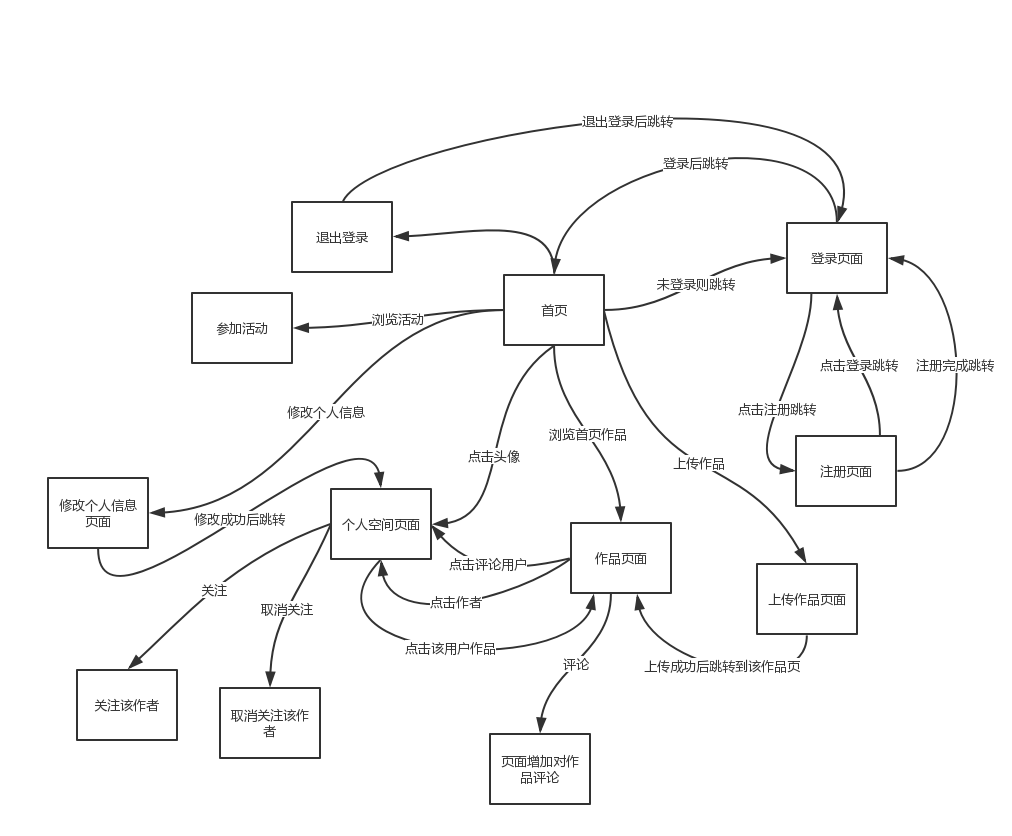 退出登录后跳转
登录后跳转
退出登录
登录页面
未登录则跳转
首页
浏览活动
参加活动
点击登录跳转
注册完成跳转
修改个人信息
点击注册跳转
浏览首页作品
点击头像
上传作品
注册页面
修改个人信息
页面
修改成功后跳转
个人空间页面
作品页面
点击评论用户
关注
取消关注
点击作者
上传作品页面
点击该用户作品
评论
上传成功后跳转到该作品页
关注该作者
取消关注该作
者
页面增加对作
品评论